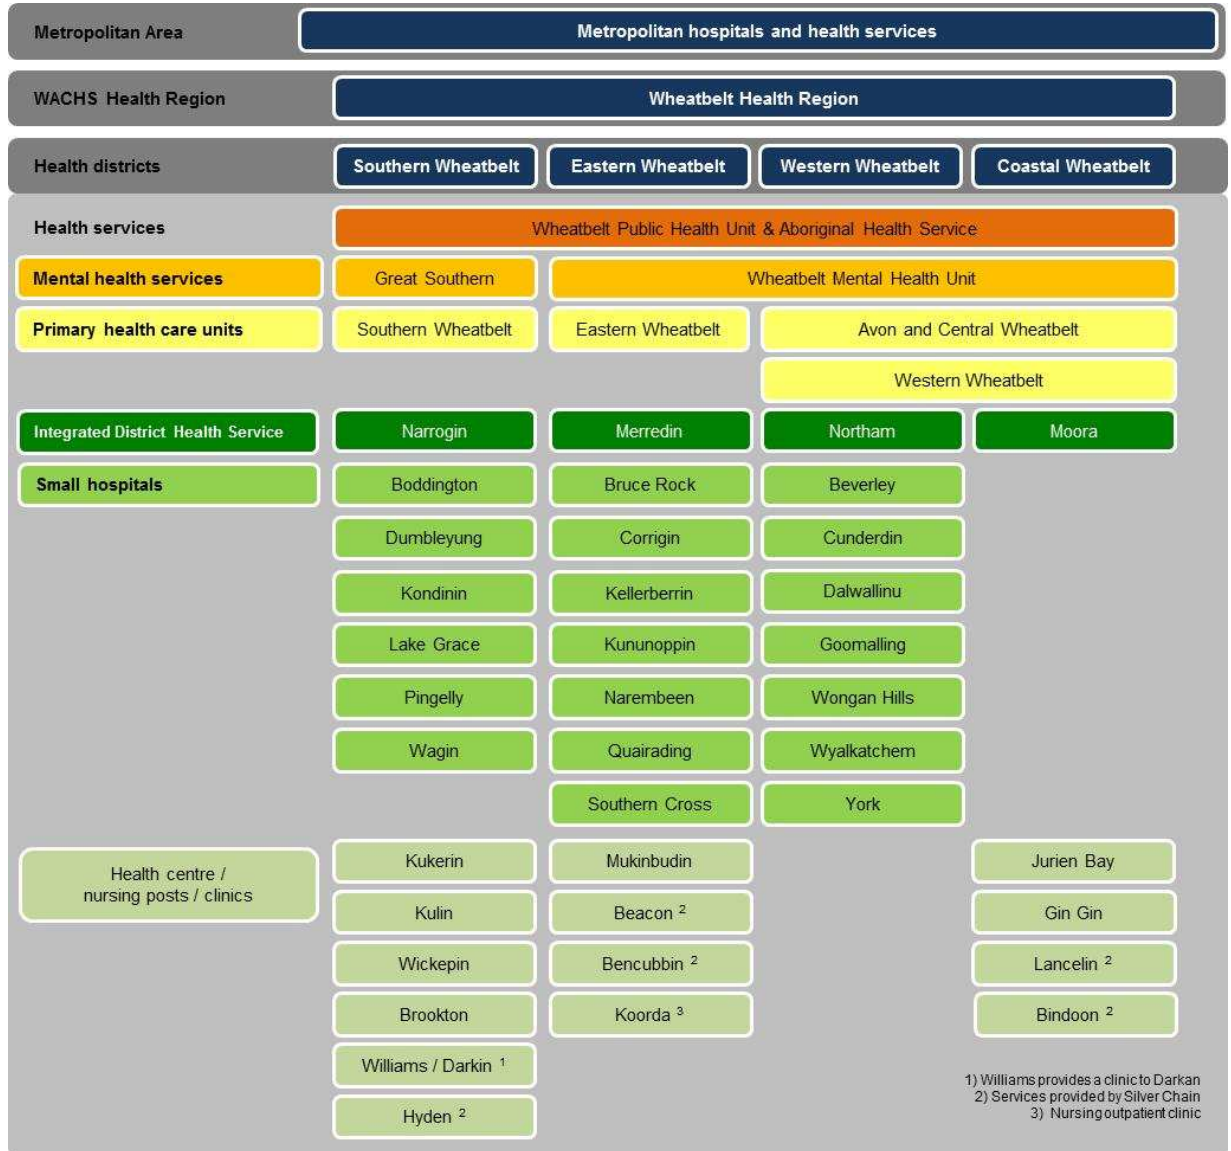 Metropolitan Area
Metropolitan hospitals and health services
WACHS Health Region
Wheatbelt Health Region
Health districts
Southern Wheatbelt
Eastern Wheatbelt
Western Wheatbelt
Coastal Wheatbelt
Health services
Wheatbelt Public Health Unit & Aboriginal Health Service
Mental health services
Great Southern
Wheatbelt Mental Health Unit
Primary health care units
Southern Wheatbelt
Eastern Wheatbelt
Avon and Central Wheatbelt
Western Wheatbelt
Integrated District Health Service
Narrogin
Merredin
Northam
Moora
Small hospitals
Boddington
Bruce Rock
Beverley
Dumbleyung
Corrigin
Cunderdin
Kondinin
Kellerberrin
Dalwallinu
Lake Grace
Kununoppin
Goomalling
Pingelly
Narembeen
Wongan Hills
Wagin
Quairading
Wyalkatchem
Southern Cross
York
Health centre /
nursing posts / clinics
Kukerin
Mukinbudin
Jurien Bay
Kulin
Beacon 2
Gin Gin
Wickepin
Bencubbin 2
Lancelin 2
Brookton
Koorda 3
Bindoon 2
Williams / Darkin 1
Hyden 2
1) Williams provides a clinic to Darkan
2) Services provided by Silver Chain
3) Nursing outpatient clinic